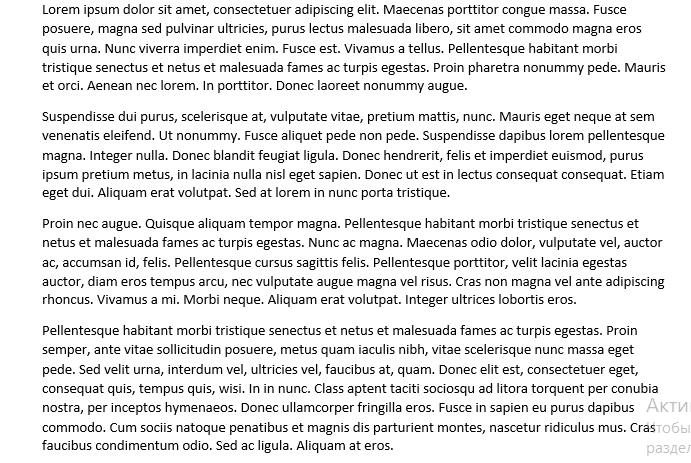 Lorem ipsum dolor sit amet, consectetuer adipiscing elit. Maecenas porttitor congue massa. Fusce
posuere, magna sed pulvinar ultricies, purus lectus malesuada libero, sit amet commodo magna eros
quis urna. Nunc viverra imperdiet enim. Fusce est. Vivamus a tellus. Pellentesque habitant morbi
tristique senectus et netus et malesuada fames ac turpis egestas. Proin pharetra nonummy pede. Mauris
et orci. Aenean nec lorem. In porttitor. Donec laoreet nonummy augue.
Suspendisse dui purus, scelerisque at, vulputate vitae, pretium mattis, nunc. Mauris eget neque at sem
venenatis eleifend. Ut nonummy. Fusce aliquet pede non pede. Suspendisse dapibus lorem pellentesque
magna. Integer nulla. Donec blandit feugiat ligula. Donec hendrerit, felis et imperdiet euismod, purus
ipsum pretium metus, in lacinia nulla nisl eget sapien. Donec ut est in lectus consequat consequat. Etiam
eget dui. Aliquam erat volutpat. Sed at lorem in nunc porta tristique.
Proin nec augue. Quisque aliquam tempor magna. Pellentesque habitant morbi tristique senectus et
netus et malesuada fames ac turpis egestas. Nunc ac magna. Maecenas odio dolor, vulputate vel, auctor
ac, accumsan id, felis. Pellentesque cursus sagittis felis. Pellentesque porttitor, velit lacinia egestas
auctor, diam eros tempus arcu, nec vulputate augue magna vel risus. Cras non magna vel ante adipiscing
rhoncus. Vivamus a mi. Morbi neque. Aliquam erat volutpat. Integer ultrices lobortis eros.
Pellentesque habitant morbi tristique senectus et netus et malesuada fames ac turpis egestas. Proin
semper, ante vitae sollicitudin posuere, metus quam iaculis nibh, vitae scelerisque nunc massa eget
pede. Sed velit urna, interdum vel, ultricies vel, faucibus at, quam. Donec elit est, consectetuer eget,
consequat quis, tempus quis, wisi. In in nunc. Class aptent taciti sociosqu ad litora torquent per conubia
nostra, per inceptos hymenaeos. Donec ullamcorper fringilla eros. Fusce in sapien eu purus dapibus
commodo. Cum sociis natoque penatibus et magnis dis parturient montes, nascetur ridiculus mus. Cras
faucibus condimentum odio. Sed ac ligula. Aliquam at eros.
Акти
Чтобы
раздел